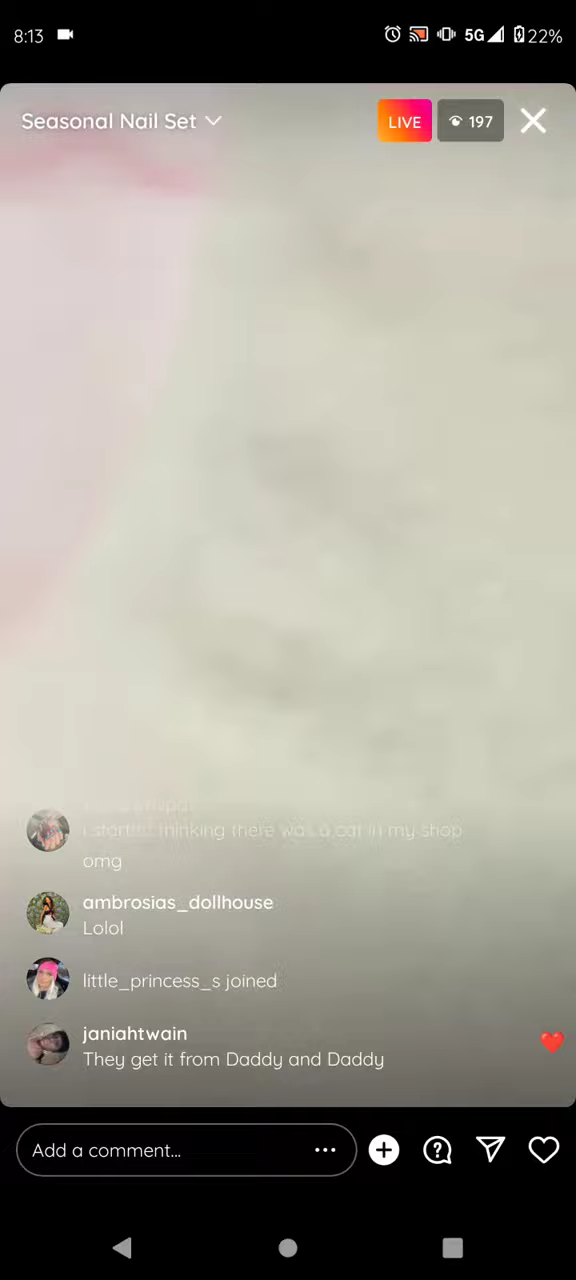 8:13
5G
22%
Seasonal Nail Set
LIVE
197
i started thinking there was a cat in my shop
omg
ambrosias_dollhouse
Lolol
little_princess_s joined
janiahtwain
They get it from Daddy and Daddy
Add a comment...